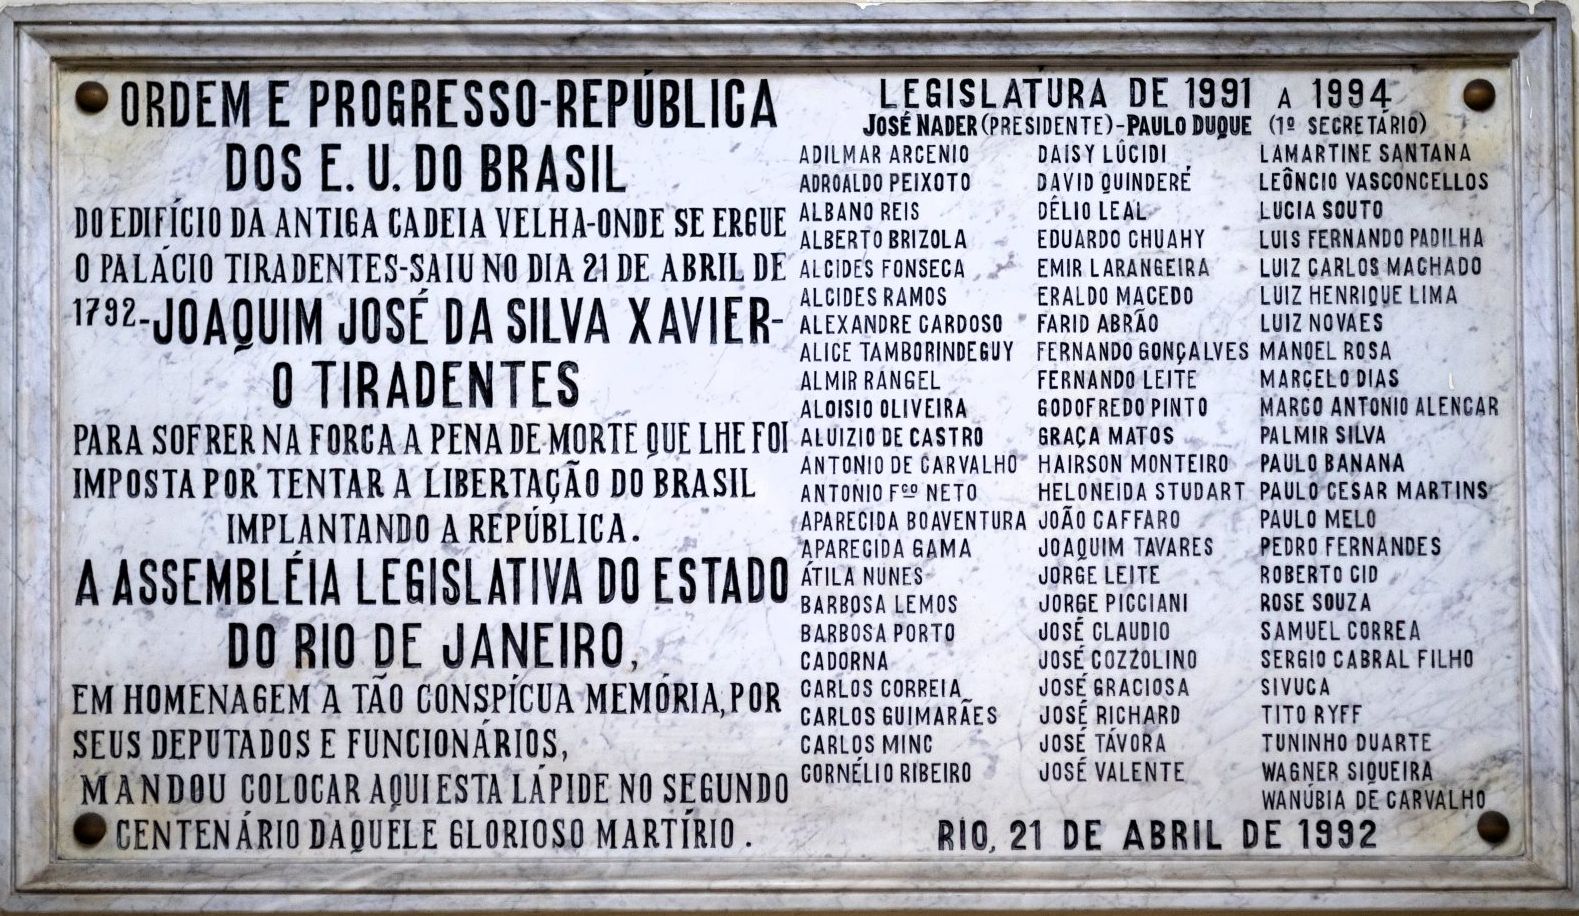 ORDEM E PROGRESSO-REPÚBLICA
DOS E. U. DO BRASIL
DO EDIFÍCIO DA ANTIGA CADEIA VELHA-ONDE SE ERGUE
O PALÁCIO TIRADENTES-SAIU NO DIA 21 DE ABRIL DE
1792-JOAQUIM JOSÉ DA SILVA XAVIER-
O TIRADENTES
PARA SOFRER NA FORCA A PENA DE MORTE QUE LHE FOI
IMPOSTA POR TENTAR A LIBERTAÇÃO DO BRASIL
IMPLANTANDO A REPÚBLICA.
A ASSEMBLÉIA LEGISLATIVA DO ESTADO
DO RIO DE JANEIRO,
EM HOMENAGEM A TÃO CONSPÍCUA MEMÓRIA, POR
SEUS DEPUTADOS E FUNCIONÁRIOS,
MANDOU COLOCAR AQUI ESTA LÁPIDE NO SEGUNDO
CENTENÁRIO DAQUELE GLORIOSO MARTÍRIO.
LEGISLATURA DE 1991 A 1994
JOSÉ NADER (PRESIDENTE)-PAULO DUQUE (1º SECRETÁRIO)
ADILMAR ARCENIO
ADROALDO PEIXOTO
ALBANO REIS
ALBERTO BRIZOLA
ALCIDES FONSECA
ALCIDES RAMOS
ALEXANDRE CARDOSO
ALICE TAMBORINDEGUY
ALMIR RANGEL
ALOISIO OLIVEIRA
ALUIZIO DE CASTRO
ANTONIO DE CARVALHO
ANTONIO Fco NETO
APARECIDA BOAVENTURA
APARECIDA GAMA
ÁTILA NUNES
BARBOSA LEMOS
BARBOSA PORTO
CADORNA
CARLOS CORREIA
CARLOS GUIMARÃES
CARLOS MINC
CORNÉLIO RIBEIRO
DAISY LÚCIDI
DAVID QUINDERÉ
DÉLIO LEAL
EDUARDO CHUAHY
EMIR LARANGEIRA
ERALDO MACEDO
FARID ABRÃO
FERNANDO GONÇALVES
FERNANDO LEITE
GODOFREDO PINTO
GRAÇA MATOS
HAIRSON MONTEIRO
HELONEIDA STUDART
JOÃO CAFFARO
JOAQUIM TAVARES
JORGE LEITE
JORGE PICCIANI
JOSÉ CLAUDIO
JOSÉ COZZOLINO
JOSÉ GRACIOSA
JOSÉ RICHARD
JOSÉ TÁVORA
JOSÉ VALENTE
LAMARTINE SANTANA
LEÔNCIO VASCONCELLOS
LUCIA SOUTO
LUIS FERNANDO PADILHA
LUIZ CARLOS MACHADO
LUIZ HENRIQUE LIMA
LUIZ NOVAES
MANOEL ROSA
MARCELO DIAS
MARCO ANTONIO ALENCAR
PALMIR SILVA
PAULO BANANA
PAULO CESAR MARTINS
PAULO MELO
PEDRO FERNANDES
ROBERTO CID
ROSE SOUZA
SAMUEL CORREA
SERGIO CABRAL FILHO
SIVUCA
TITO RYFF
TUNINHO DUARTE
WAGNER SIQUEIRA
WANÚBIA DE CARVALHO
RIO, 21 DE ABRIL DE 1992